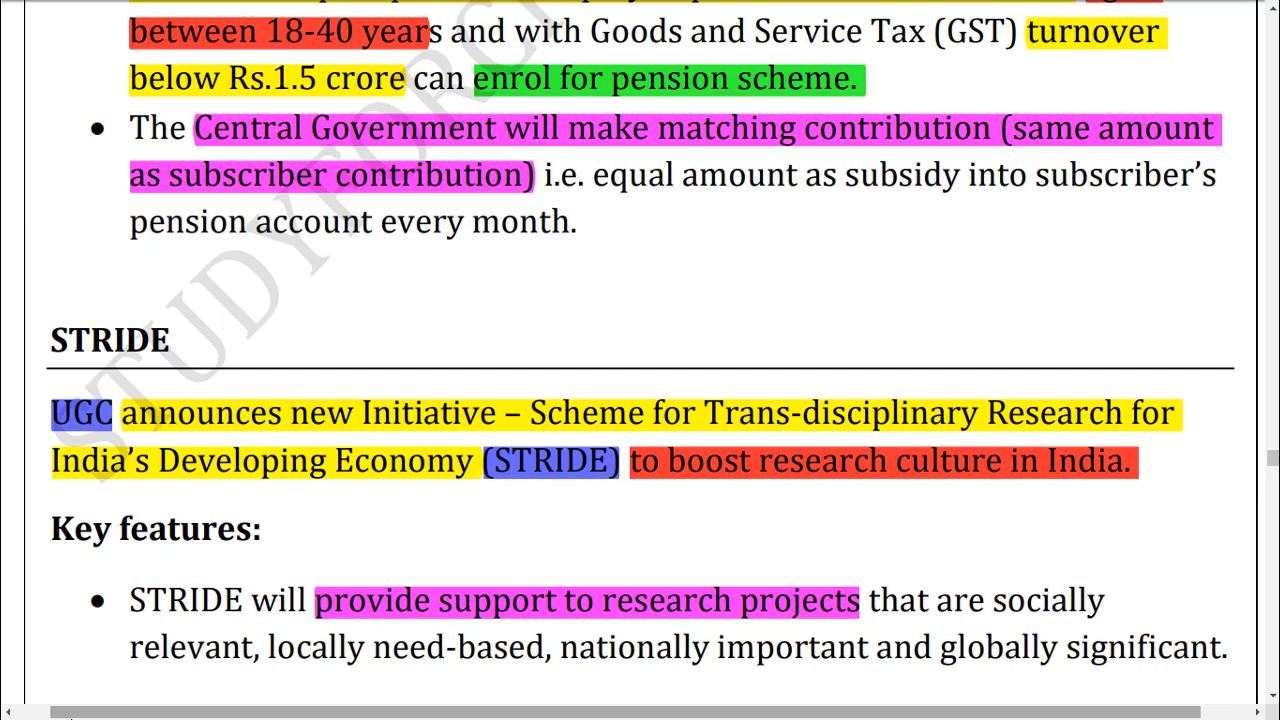 between 18-40 years and with Goods and Service Tax (GST) turnover
below Rs.1.5 crore can enrol for pension scheme.
• The Central Government will make matching contribution (same amount
as subscriber contribution) i.e. equal amount as subsidy into subscriber’s
pension account every month.
STRIDE
UGC announces new Initiative – Scheme for Trans-disciplinary Research for
India’s Developing Economy (STRIDE) to boost research culture in India.
Key features:
• STRIDE will provide support to research projects that are socially
relevant, locally need-based, nationally important and globally significant.
STUDYFORC